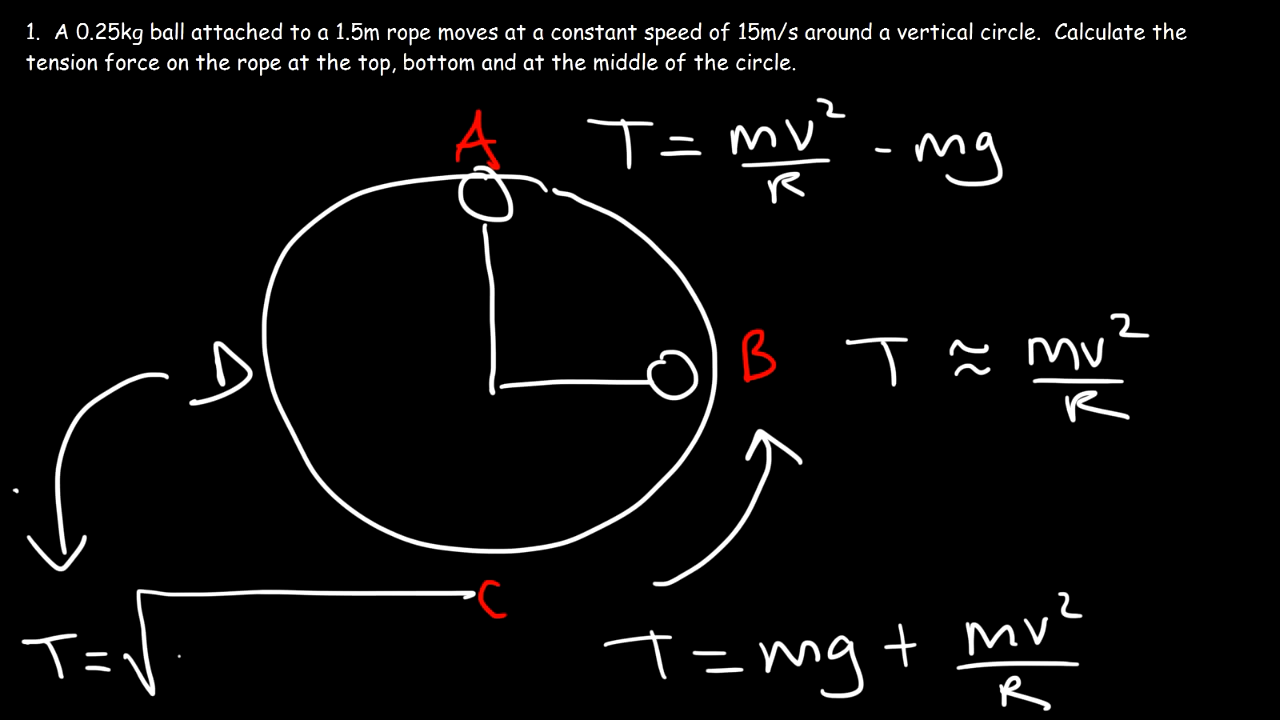 1. A 0.25kg ball attached to a 1.5m rope moves at a constant speed of 15m/s around a vertical circle. Calculate the
tension force on the rope at the top, bottom and at the middle of the circle.
A
T = mv²/R - mg
D
B
T ≈ mv²/R
C
T = √
T = mg + mv²/R